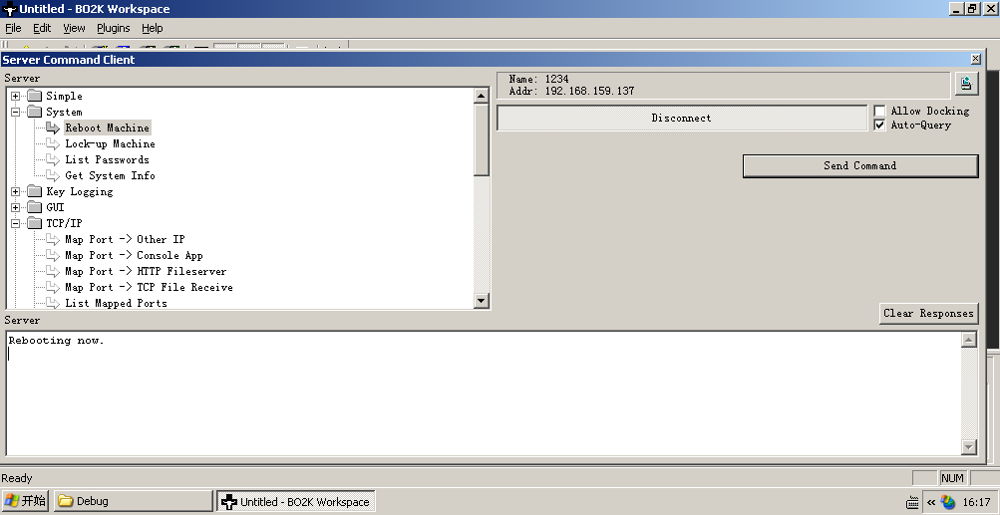 Untitled - BO2K Workspace
File Edit View Plugins Help
Server Command Client
Server
Simple
System
Reboot Machine
Lock-up Machine
List Passwords
Get System Info
Key Logging
GUI
TCP/IP
Map Port -> Other IP
Map Port -> Console App
Map Port -> HTTP Fileserver
Map Port -> TCP File Receive
List Mapped Ports
Name: 1234
Addr: 192.168.159.137
Disconnect
Allow Docking
Auto-Query
Send Command
Clear Responses
Server
Rebooting now.
Ready
NUM
开始
Debug
Untitled - BO2K Workspace
«
16:17